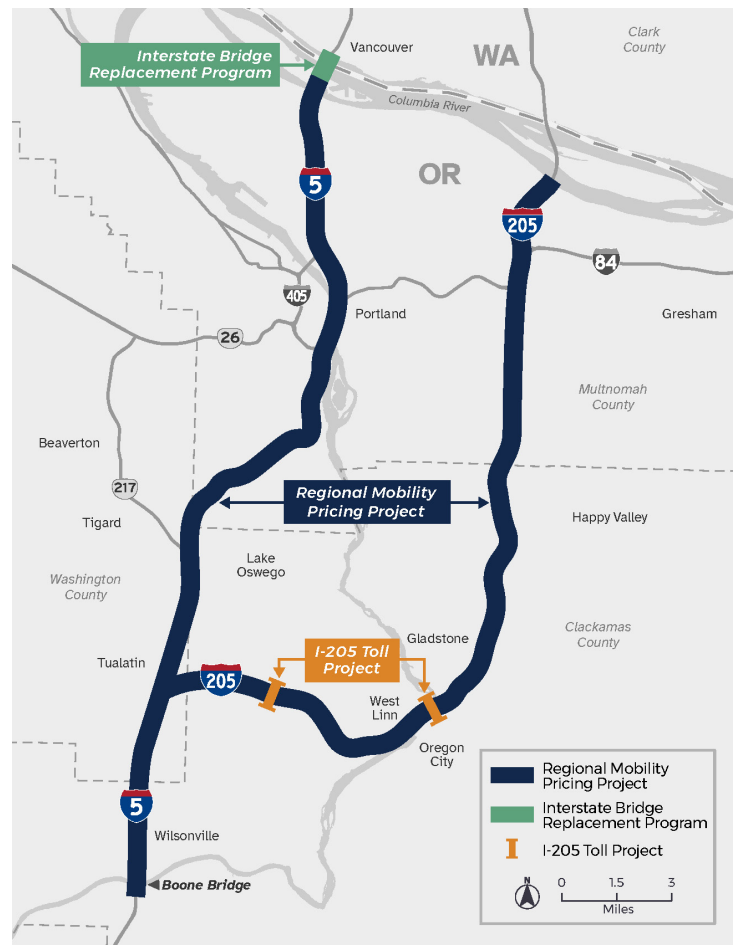 Interstate Bridge
Replacement Program
Vancouver
WA
Clark
County
Columbia River
5
OR
205
84
405
Portland
Gresham
26
Multnomah
County
Beaverton
217
Regional Mobility
Pricing Project
Tigard
Happy Valley
Lake
Oswego
Washington
County
Clackamas
County
Gladstone
I-205 Toll
Project
Tualatin
205
West
Linn
Oregon
City
5
Wilsonville
Boone Bridge
Regional Mobility
Pricing Project
Interstate Bridge
Replacement Program
I-205 Toll Project
N
0 1.5 3
Miles